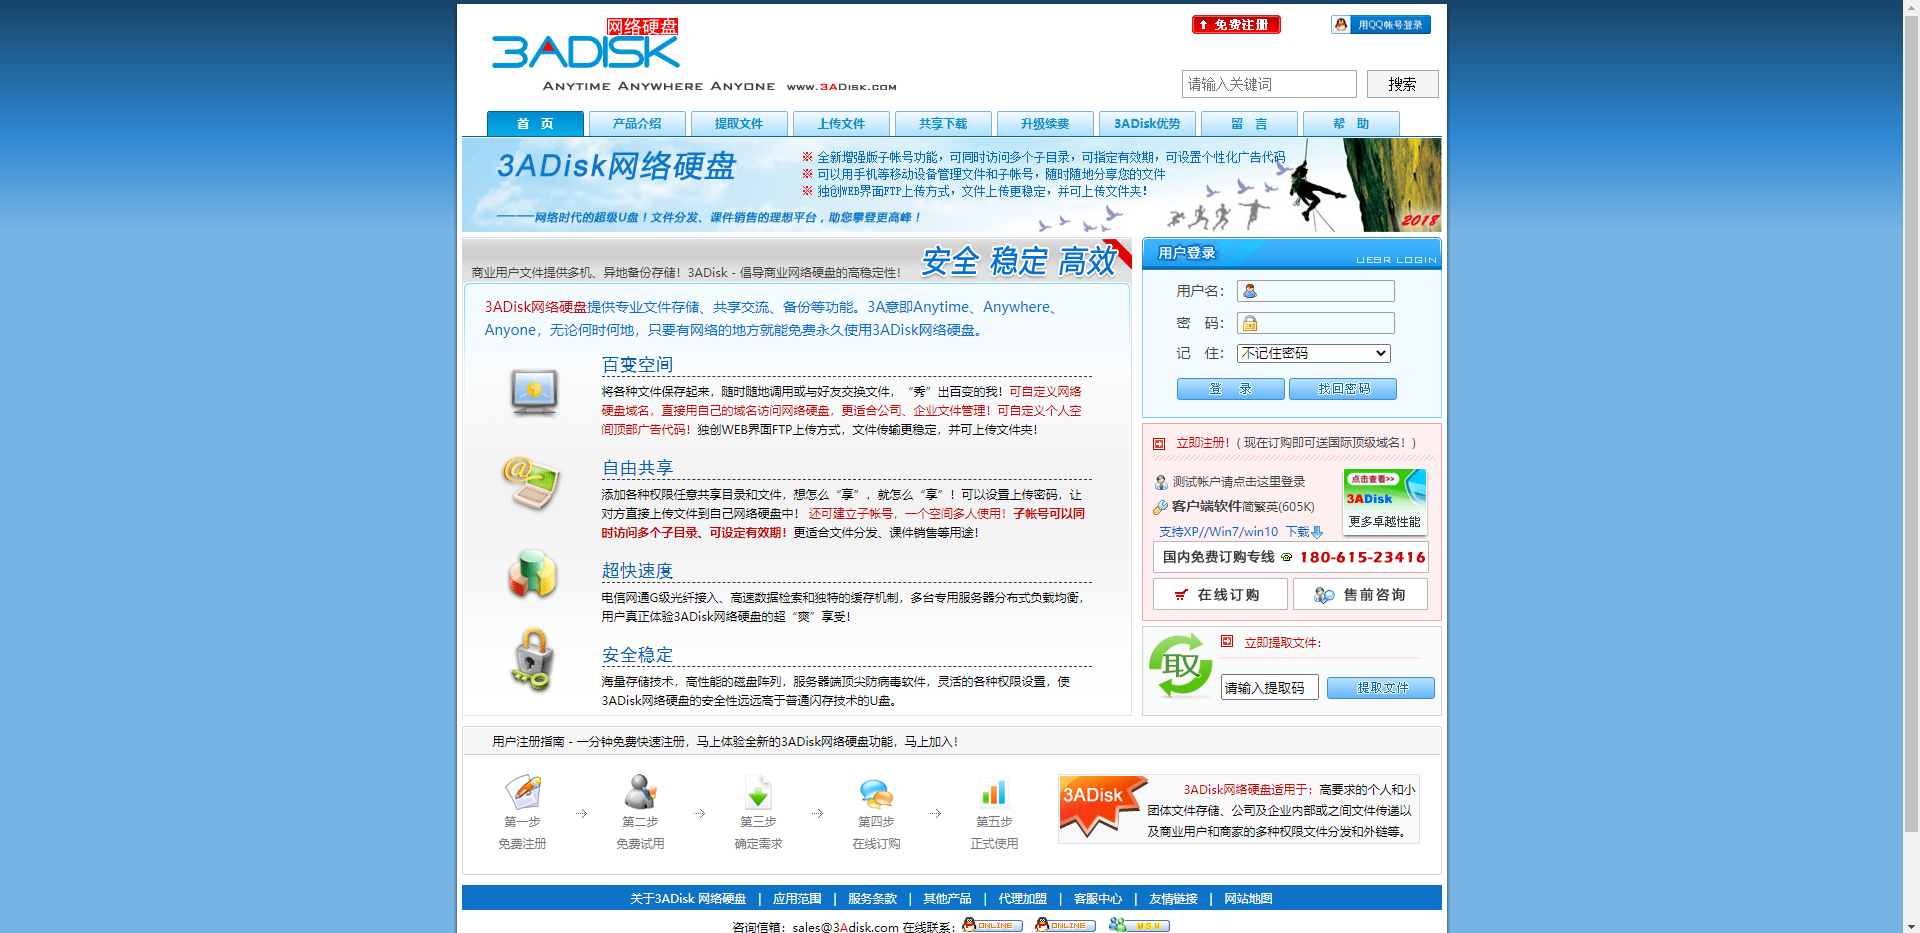 网络硬盘
3ADISK
ANYTIME ANYWHERE ANYONE www.3ADISK.COM
免费注册
用QQ帐号登录
请输入关键词
搜索
首 页
产品介绍
提取文件
上传文件
共享下载
升级续费
3ADisk优势
留 言
帮 助
3ADisk网络硬盘
※ 全新增强版子帐号功能，可同时访问多个子目录，可指定有效期，可设置个性化广告代码
※ 可以用手机等移动设备管理文件和子帐号，随时随地分享您的文件
※ 独创WEB界面FTP上传方式，文件上传更稳定，并可上传文件夹！
———网络时代的超级U盘！文件分发、课件销售的理想平台，助您攀登更高峰！
2018
商业用户文件提供多机、异地备份存储！3ADisk - 倡导商业网络硬盘的高稳定性！
安全 稳定 高效
3ADisk网络硬盘提供专业文件存储、共享交流、备份等功能。3A意即Anytime、Anywhere、
Anyone，无论何时何地，只要有网络的地方就能免费永久使用3ADisk网络硬盘。
百变空间
将各种文件保存起来，随时随地调用或与好友交换文件，“秀”出百变的我！可自定义网络
硬盘域名，直接用自己的域名访问网络硬盘，更适合公司、企业文件管理！可自定义个人空
间顶部广告代码！独创WEB界面FTP上传方式，文件传输更稳定，并可上传文件夹！
自由共享
添加各种权限任意共享目录和文件，想怎么“享”，就怎么“享”！可以设置上传密码，让
对方直接上传文件到自己网络硬盘中！ 还可建立子帐号，一个空间多人使用！子帐号可以同
时访问多个子目录、可设定有效期！更适合文件分发、课件销售等用途！
超快速度
电信网通G级光纤接入、高速数据检索和独特的缓存机制，多台专用服务器分布式负载均衡，
用户真正体验3ADisk网络硬盘的超“爽”享受！
安全稳定
海量存储技术，高性能的磁盘阵列，服务器端顶尖防病毒软件，灵活的各种权限设置，使
3ADisk网络硬盘的安全性远远高于普通闪存技术的U盘。
用户登录
UESR LOGIN
用户名：
密 码：
记 住：
不记住密码
登 录
找回密码
立即注册！( 现在订购即可送国际顶级域名！)
测试帐户请点击这里登录
客户端软件简繁英(605K)
支持XP//Win7/win10 下载
点击查看>>
3ADisk
更多卓越性能
国内免费订购专线 ☎ 180-615-23416
在线订购
售前咨询
取
立即提取文件：
请输入提取码
提取文件
用户注册指南 - 一分钟免费快速注册，马上体验全新的3ADisk网络硬盘功能，马上加入！
第一步
免费注册
第二步
免费试用
第三步
确定需求
第四步
在线订购
第五步
正式使用
3ADisk
3ADisk网络硬盘适用于：高要求的个人和小
团体文件存储、公司及企业内部或之间文件传递以
及商业用户和商家的多种权限文件分发和外链等。
关于3ADisk 网络硬盘 | 应用范围 | 服务条款 | 其他产品 | 代理加盟 | 客服中心 | 友情链接 | 网站地图
咨询信箱：sales@3Adisk.com 在线联系： ONLINE ONLINE MSN